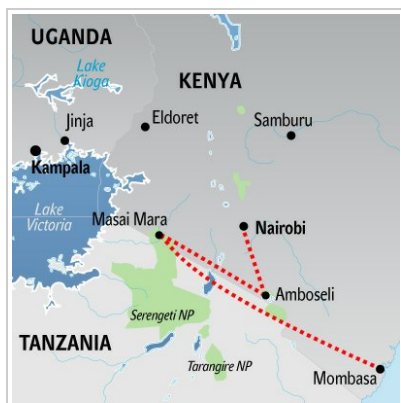 UGANDA
Lake
Kioga
KENYA
Jinja
Eldoret
Samburu
Kampala
Lake
Victoria
Masai Mara
Nairobi
Amboseli
Serengeti NP
TANZANIA
Tarangire NP
Mombasa